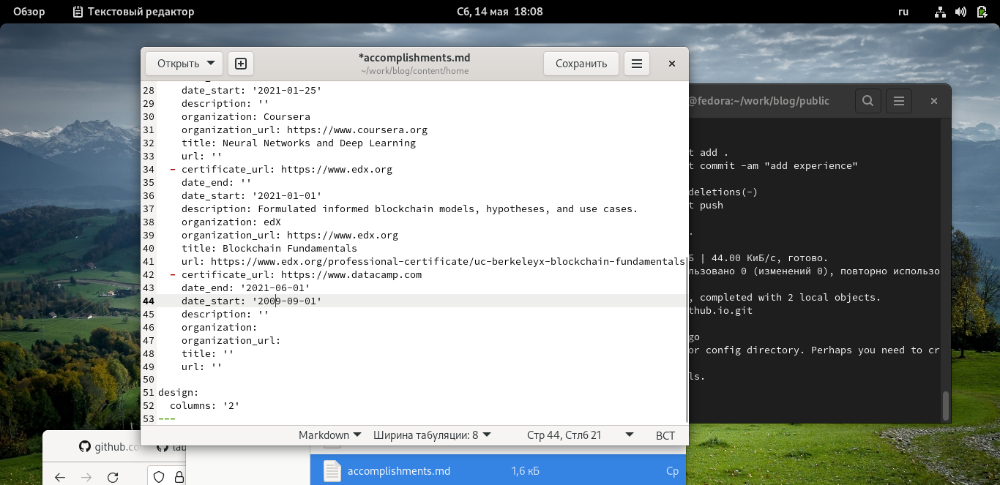 Обзор Текстовый редактор Сб, 14 мая 18:08 ru
Открыть *accomplishments.md Сохранить
~/work/blog/content/home
28 date_start: '2021-01-25'
29 description: ''
30 organization: Coursera
31 organization_url: https://www.coursera.org
32 title: Neural Networks and Deep Learning
33 url: ''
34 - certificate_url: https://www.edx.org
35 date_end: ''
36 date_start: '2021-01-01'
37 description: Formulated informed blockchain models, hypotheses, and use cases.
38 organization: edX
39 organization_url: https://www.edx.org
40 title: Blockchain Fundamentals
41 url: https://www.edx.org/professional-certificate/uc-berkeleyx-blockchain-fundamentals
42 - certificate_url: https://www.datacamp.com
43 date_end: '2021-06-01'
44 date_start: '2009-09-01'
45 description: ''
46 organization:
47 organization_url:
48 title: ''
49 url: ''
50
51 design:
52 columns: '2'
53 ---
Markdown Ширина табуляции: 8 Стр 44, Стлб 21 ВСТ
@fedora:~/work/blog/public
t add .
t commit -am "add experience"
deletions(-)
t push
.
Б | 44.00 КиБ/с, готово.
льзовано 0 (изменений 0), повторно использо
, completed with 2 local objects.
thub.io.git
go
or config directory. Perhaps you need to cr
ls.
github.co lab
accomplishments.md 1,6 кБ Ср